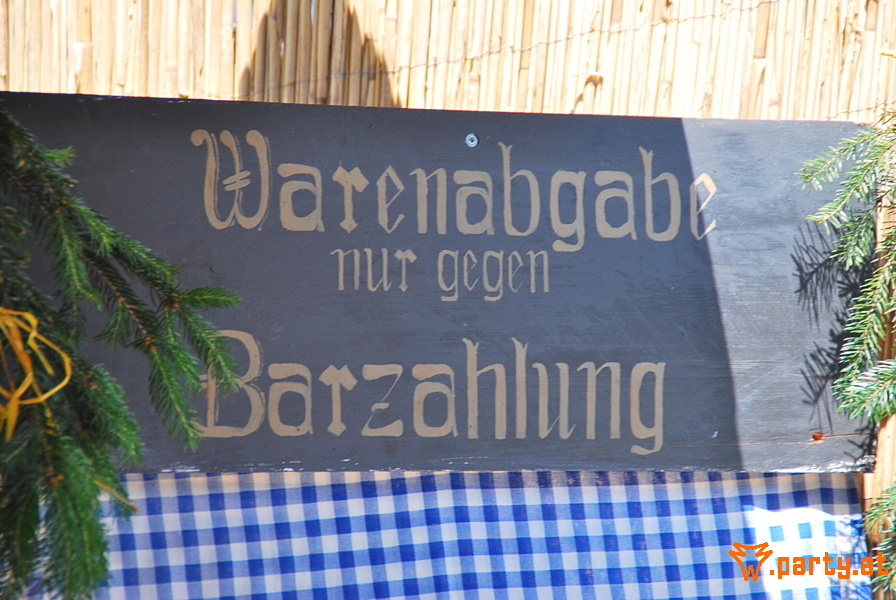 Warenabgabe
nur gegen
Barzahlung
.party.at